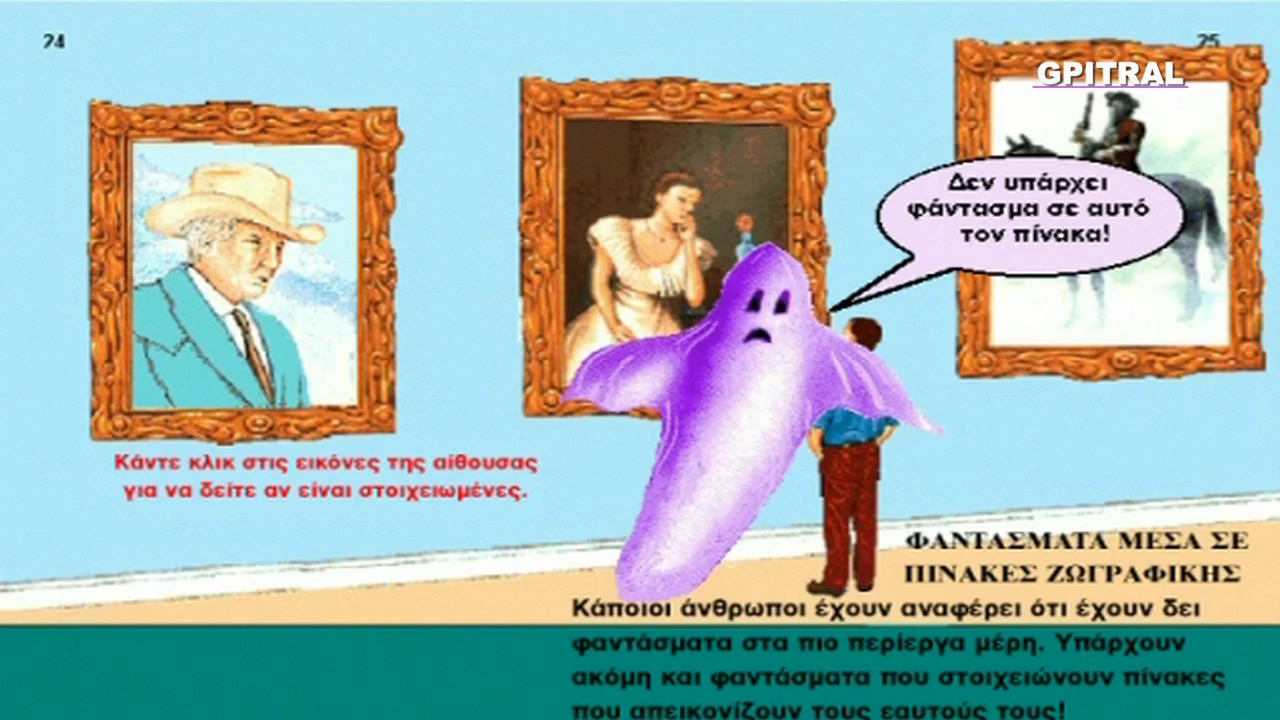 24
25
GPITRAL
Δεν υπάρχει
φάντασμα σε αυτό
τον πίνακα!
Κάντε κλικ στις εικόνες της αίθουσας
για να δείτε αν είναι στοιχειωμένες.
ΦΑΝΤΑΣΜΑΤΑ ΜΕΣΑ ΣΕ
ΠΙΝΑΚΕΣ ΖΩΓΡΑΦΙΚΗΣ
Κάποιοι άνθρωποι έχουν αναφέρει ότι έχουν δει
φαντάσματα στα πιο περίεργα μέρη. Υπάρχουν
ακόμη και φαντάσματα που στοιχειώνουν πίνακες
που απεικονίζουν τους εαυτούς τους!